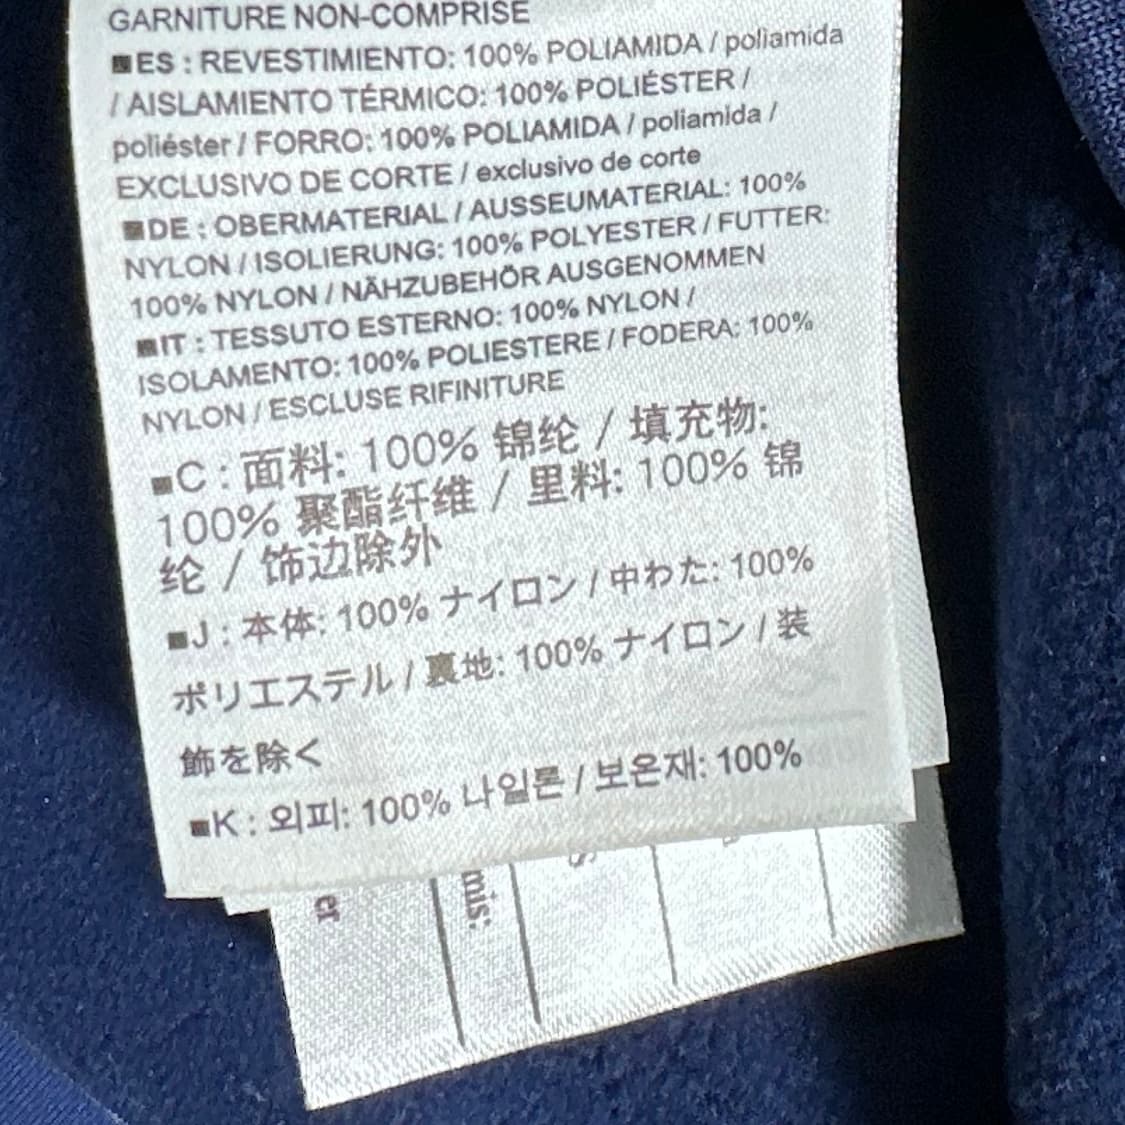 GARNITURE NON-COMPRISE
■ES : REVESTIMIENTO: 100% POLIAMIDA / poliamida
/ AISLAMIENTO TÉRMICO: 100% POLIÉSTER /
poliéster / FORRO: 100% POLIAMIDA / poliamida /
EXCLUSIVO DE CORTE / exclusivo de corte
■DE : OBERMATERIAL / AUSSEUMATERIAL: 100%
NYLON / ISOLIERUNG: 100% POLYESTER / FUTTER:
100% NYLON / NÄHZUBEHÖR AUSGENOMMEN
■IT : TESSUTO ESTERNO: 100% NYLON /
ISOLAMENTO: 100% POLIESTERE / FODERA: 100%
NYLON / ESCLUSE RIFINITURE
■C : 面料: 100% 锦纶 / 填充物:
100% 聚酯纤维 / 里料: 100% 锦
纶 / 饰边除外
■J : 本体: 100% ナイロン / 中わた: 100%
ポリエステル / 裏地: 100% ナイロン / 装
飾を除く
■K : 외피: 100% 나일론 / 보온재: 100%
er
mis: